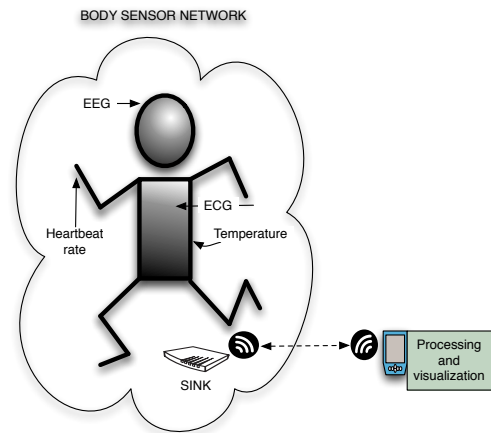 BODY SENSOR NETWORK
EEG
ECG
Heartbeat
rate
Temperature
SINK
Processing
and
visualization